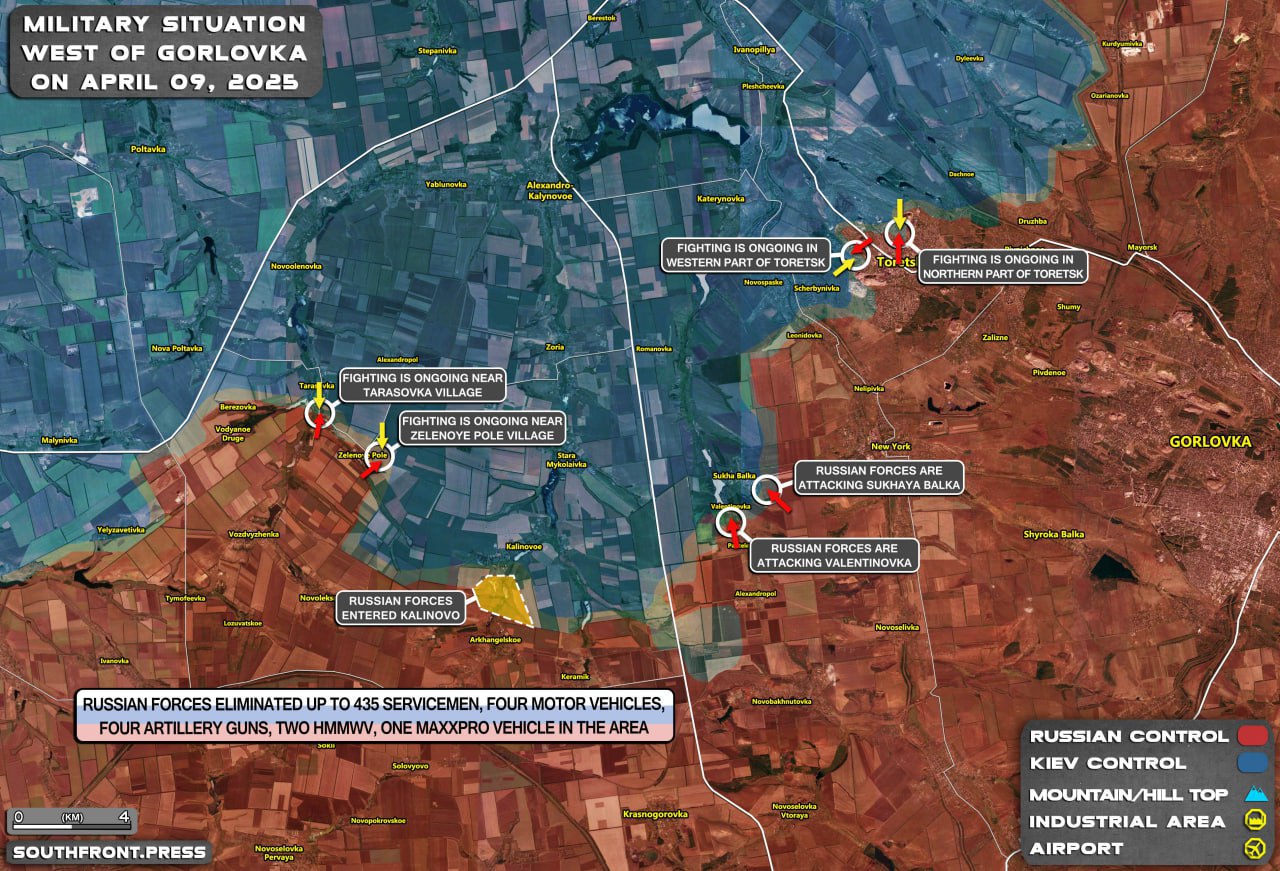 MILITARY SITUATION
WEST OF GORLOVKA
ON APRIL 09, 2025
Berestok
Stepanivka
Ivanopillya
Kurdyumivka
Dyleevka
Pleshcheevka
Ozarianovka
Poltavka
Yablunovka
Alexandro-
Kalynovoe
Dachnoe
Katerynovka
Druzhba
Mayorsk
FIGHTING IS ONGOING IN
WESTERN PART OF TORETSK
Torets
FIGHTING IS ONGOING IN
NORTHERN PART OF TORETSK
Novoolenovka
Novospaske
Scherbynivka
Shumy
Leonidovka
Zalizne
Nova Poltavka
Zoria
Romanovka
Alexandropol
Pivdenoe
Nelipivka
FIGHTING IS ONGOING NEAR
TARASOVKA VILLAGE
Berezovka
Vodyanoe
Druge
FIGHTING IS ONGOING NEAR
ZELENOYE POLE VILLAGE
Malynivka
Zelenoye Pole
Stara
Mykolaivka
New York
GORLOVKA
Sukha Balka
RUSSIAN FORCES ARE
ATTACKING SUKHAYA BALKA
Valentinovka
Yelyzavetivka
Vozdvyzhenka
Kalinovoe
Shyroka Balka
RUSSIAN FORCES ARE
ATTACKING VALENTINOVKA
Tymofeevka
Novoleks
RUSSIAN FORCES
ENTERED KALINOVO
Alexandropol
Lozuvatskoe
Arkhangelskoe
Novoselivka
Ivanovka
Keramik
RUSSIAN FORCES ELIMINATED UP TO 435 SERVICEMEN, FOUR MOTOR VEHICLES,
FOUR ARTILLERY GUNS, TWO HMMWV, ONE MAXXPRO VEHICLE IN THE AREA
Novobakhnutovka
Solovyovo
Krasnogorovka
Novoselovka
Vtoraya
Novopokrovskoe
Novoselovka
Pervaya
RUSSIAN CONTROL
KIEV CONTROL
MOUNTAIN/HILL TOP
INDUSTRIAL AREA
AIRPORT
0 (KM) 4
SOUTHFRONT.PRESS